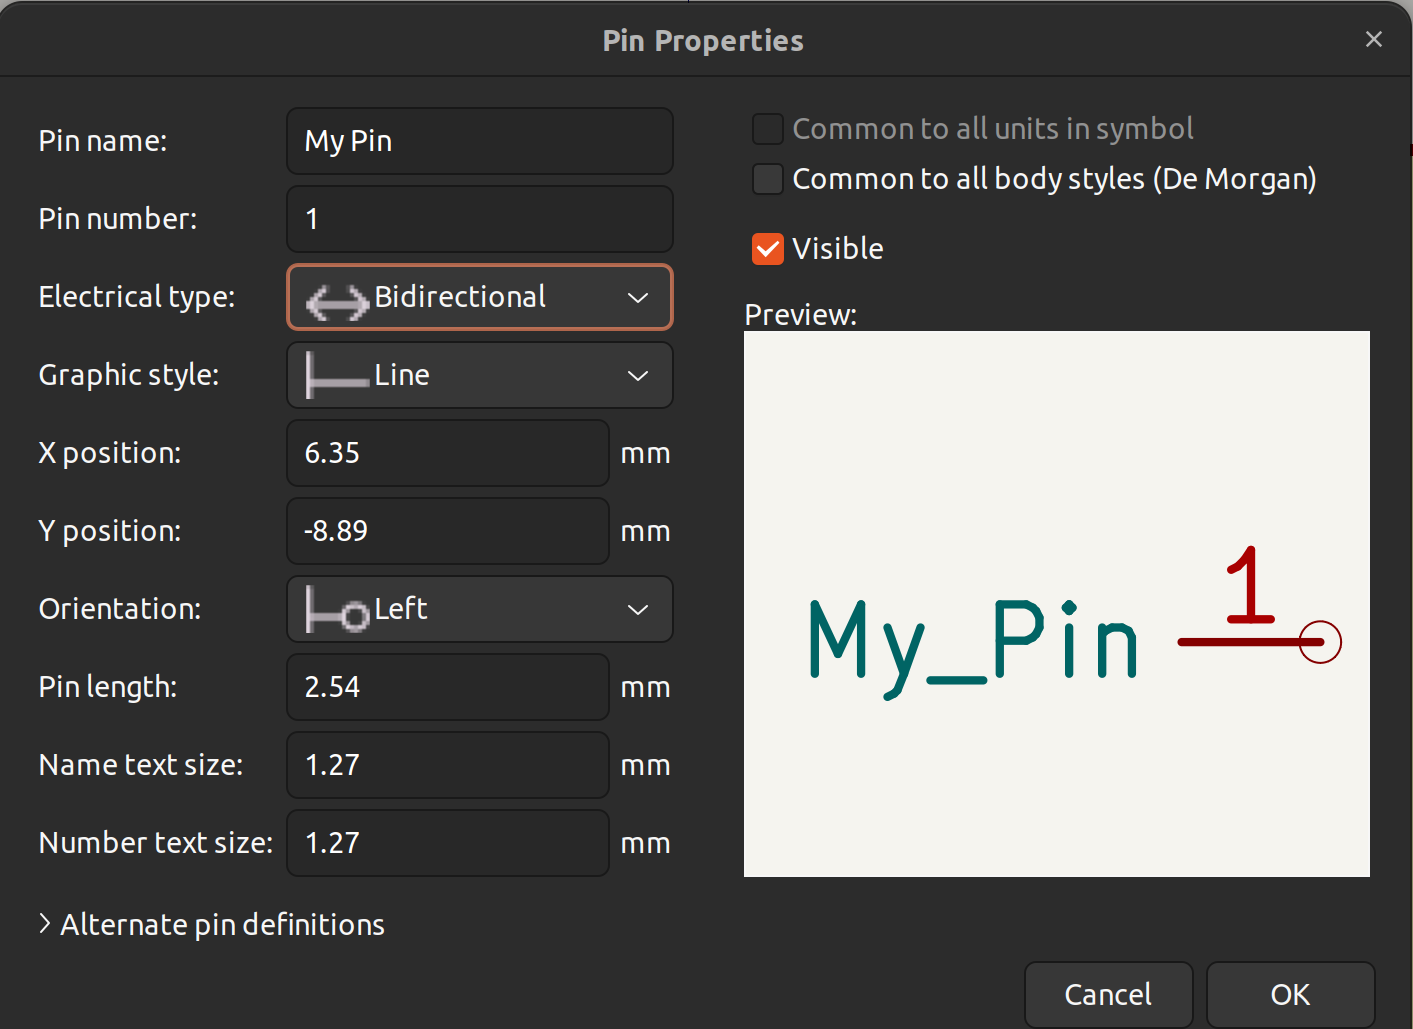 Pin Properties
Pin name: My Pin
Pin number: 1
Electrical type: Bidirectional
Graphic style: Line
X position: 6.35 mm
Y position: -8.89 mm
Orientation: Left
Pin length: 2.54 mm
Name text size: 1.27 mm
Number text size: 1.27 mm
Alternate pin definitions
Common to all units in symbol
Common to all body styles (De Morgan)
Visible
Preview:
1
My_Pin
Cancel OK